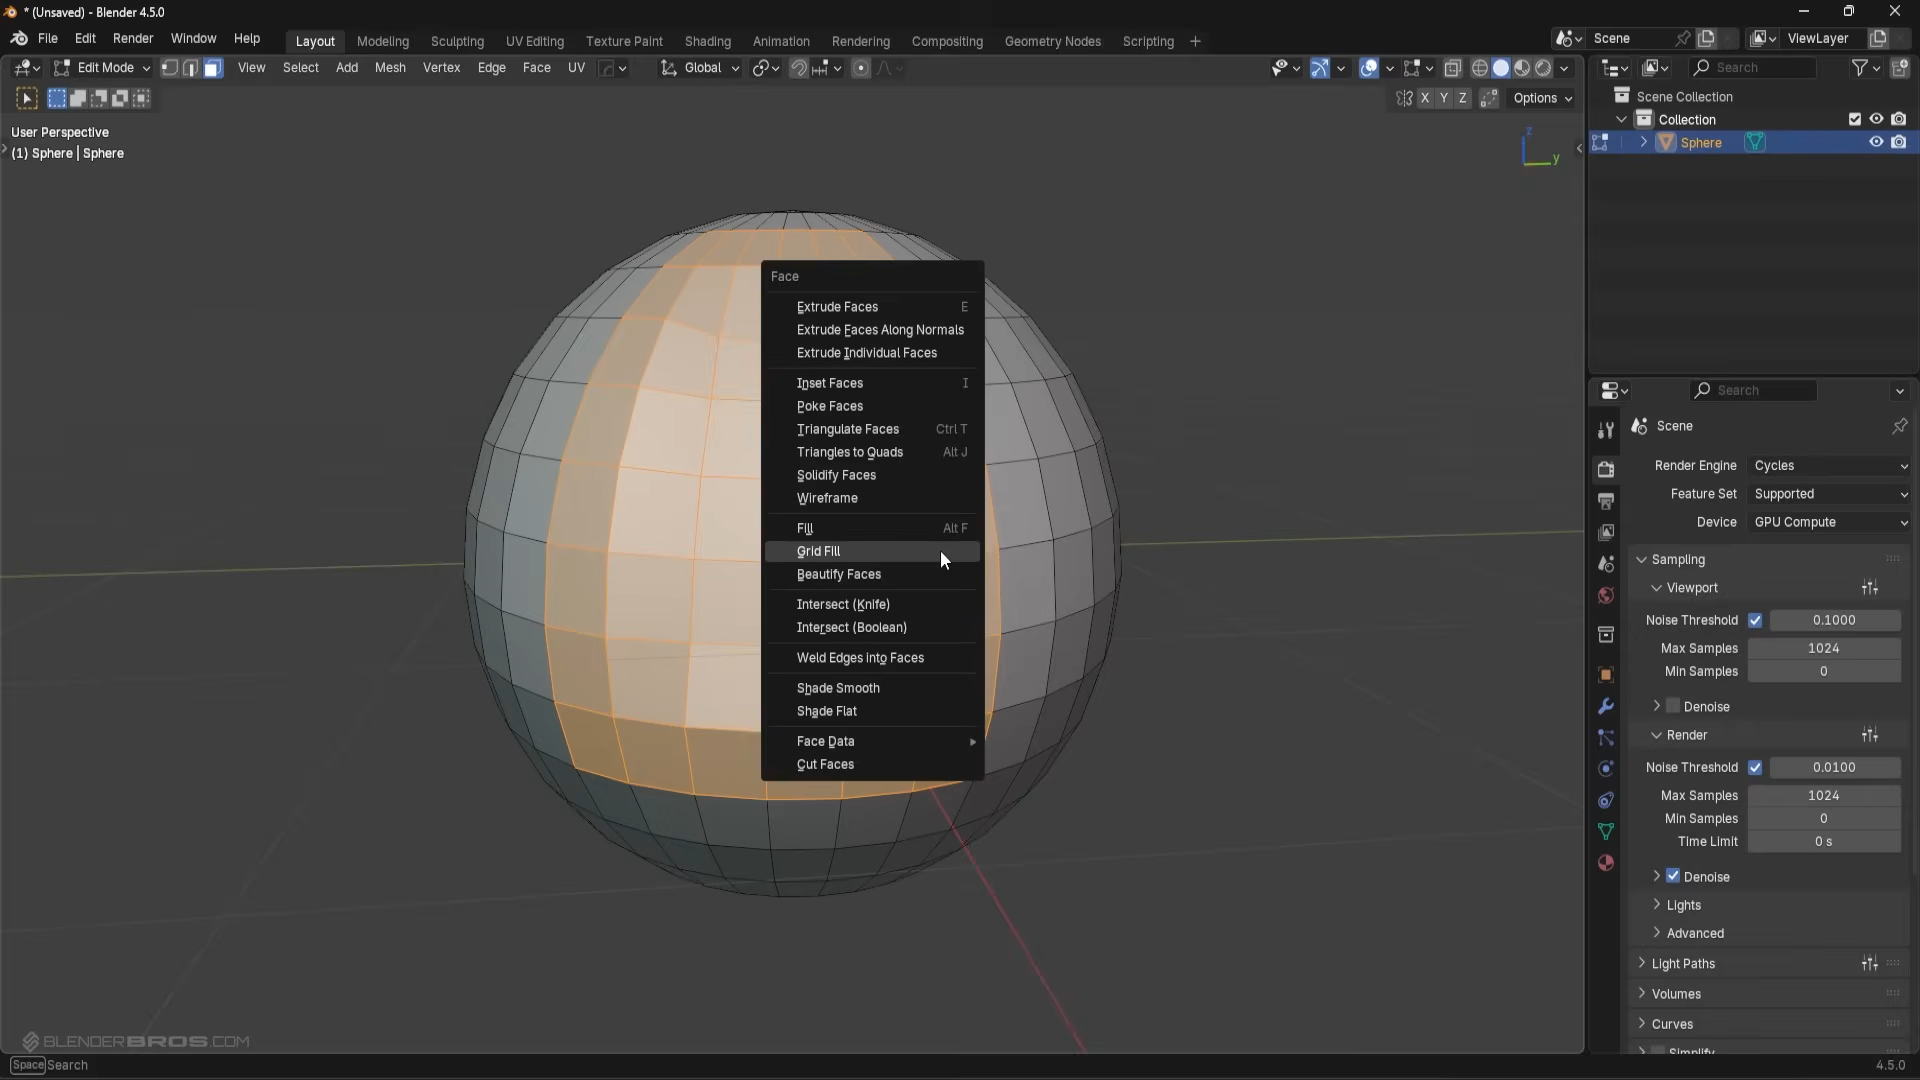 * (Unsaved) - Blender 4.5.0
File Edit Render Window Help
Layout Modeling Sculpting UV Editing Texture Paint Shading Animation Rendering Compositing Geometry Nodes Scripting +
Scene
ViewLayer
Edit Mode
View Select Add Mesh Vertex Edge Face UV
Global
Search
X Y Z
Options
User Perspective
(1) Sphere | Sphere
z
y
Scene Collection
Collection
Sphere
Face
Extrude Faces E
Extrude Faces Along Normals
Extrude Individual Faces
Inset Faces I
Poke Faces
Triangulate Faces Ctrl T
Triangles to Quads Alt J
Solidify Faces
Wireframe
Fill Alt F
Grid Fill
Beautify Faces
Intersect (Knife)
Intersect (Boolean)
Weld Edges into Faces
Shade Smooth
Shade Flat
Face Data
Cut Faces
Search
Scene
Render Engine Cycles
Feature Set Supported
Device GPU Compute
Sampling
Viewport
Noise Threshold 0.1000
Max Samples 1024
Min Samples 0
Denoise
Render
Noise Threshold 0.0100
Max Samples 1024
Min Samples 0
Time Limit 0 s
Denoise
Lights
Advanced
Light Paths
Volumes
Curves
Simplify
BLENDERBROS.COM
Space Search
4.5.0